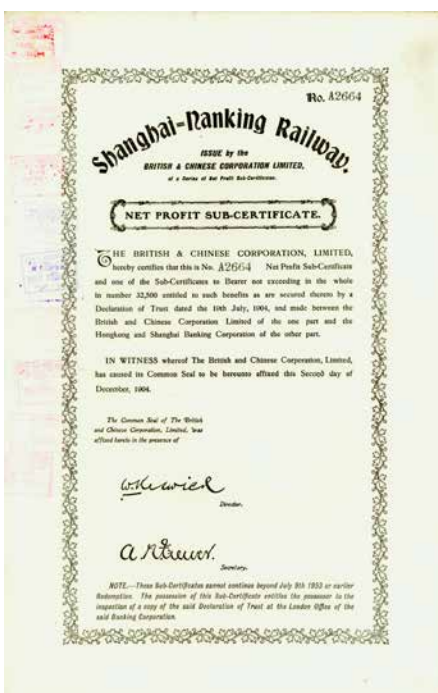 No. A2664
Shanghai-Nanking Railway.
ISSUE by the
BRITISH & CHINESE CORPORATION LIMITED,
of a Series of Net Profit Sub-Certificates.
NET PROFIT SUB-CERTIFICATE.
THE BRITISH & CHINESE CORPORATION, LIMITED,
hereby certifies that this is No. A2664 Net Profit Sub-Certificate
and one of the Sub-Certificates to Bearer not exceeding in the whole
in number 32,500 entitled to such benefits as are secured thereto by a
Declaration of Trust dated the 19th July, 1904, and made between the
British and Chinese Corporation Limited of the one part and the
Hongkong and Shanghai Banking Corporation of the other part.
IN WITNESS whereof The British and Chinese Corporation, Limited,
has caused its Common Seal to be hereunto affixed this Second day of
December, 1904.
The Common Seal of The British
and Chinese Corporation, Limited, was
affixed hereto in the presence of
W. Keswick
Director.
Secretary.
NOTE.—These Sub-Certificates cannot continue beyond July 9th 1953 or earlier
Redemption. The possession of this Sub-Certificate entitles the possessor to the
inspection of a copy of the said Declaration of Trust at the London Office of the
said Banking Corporation.